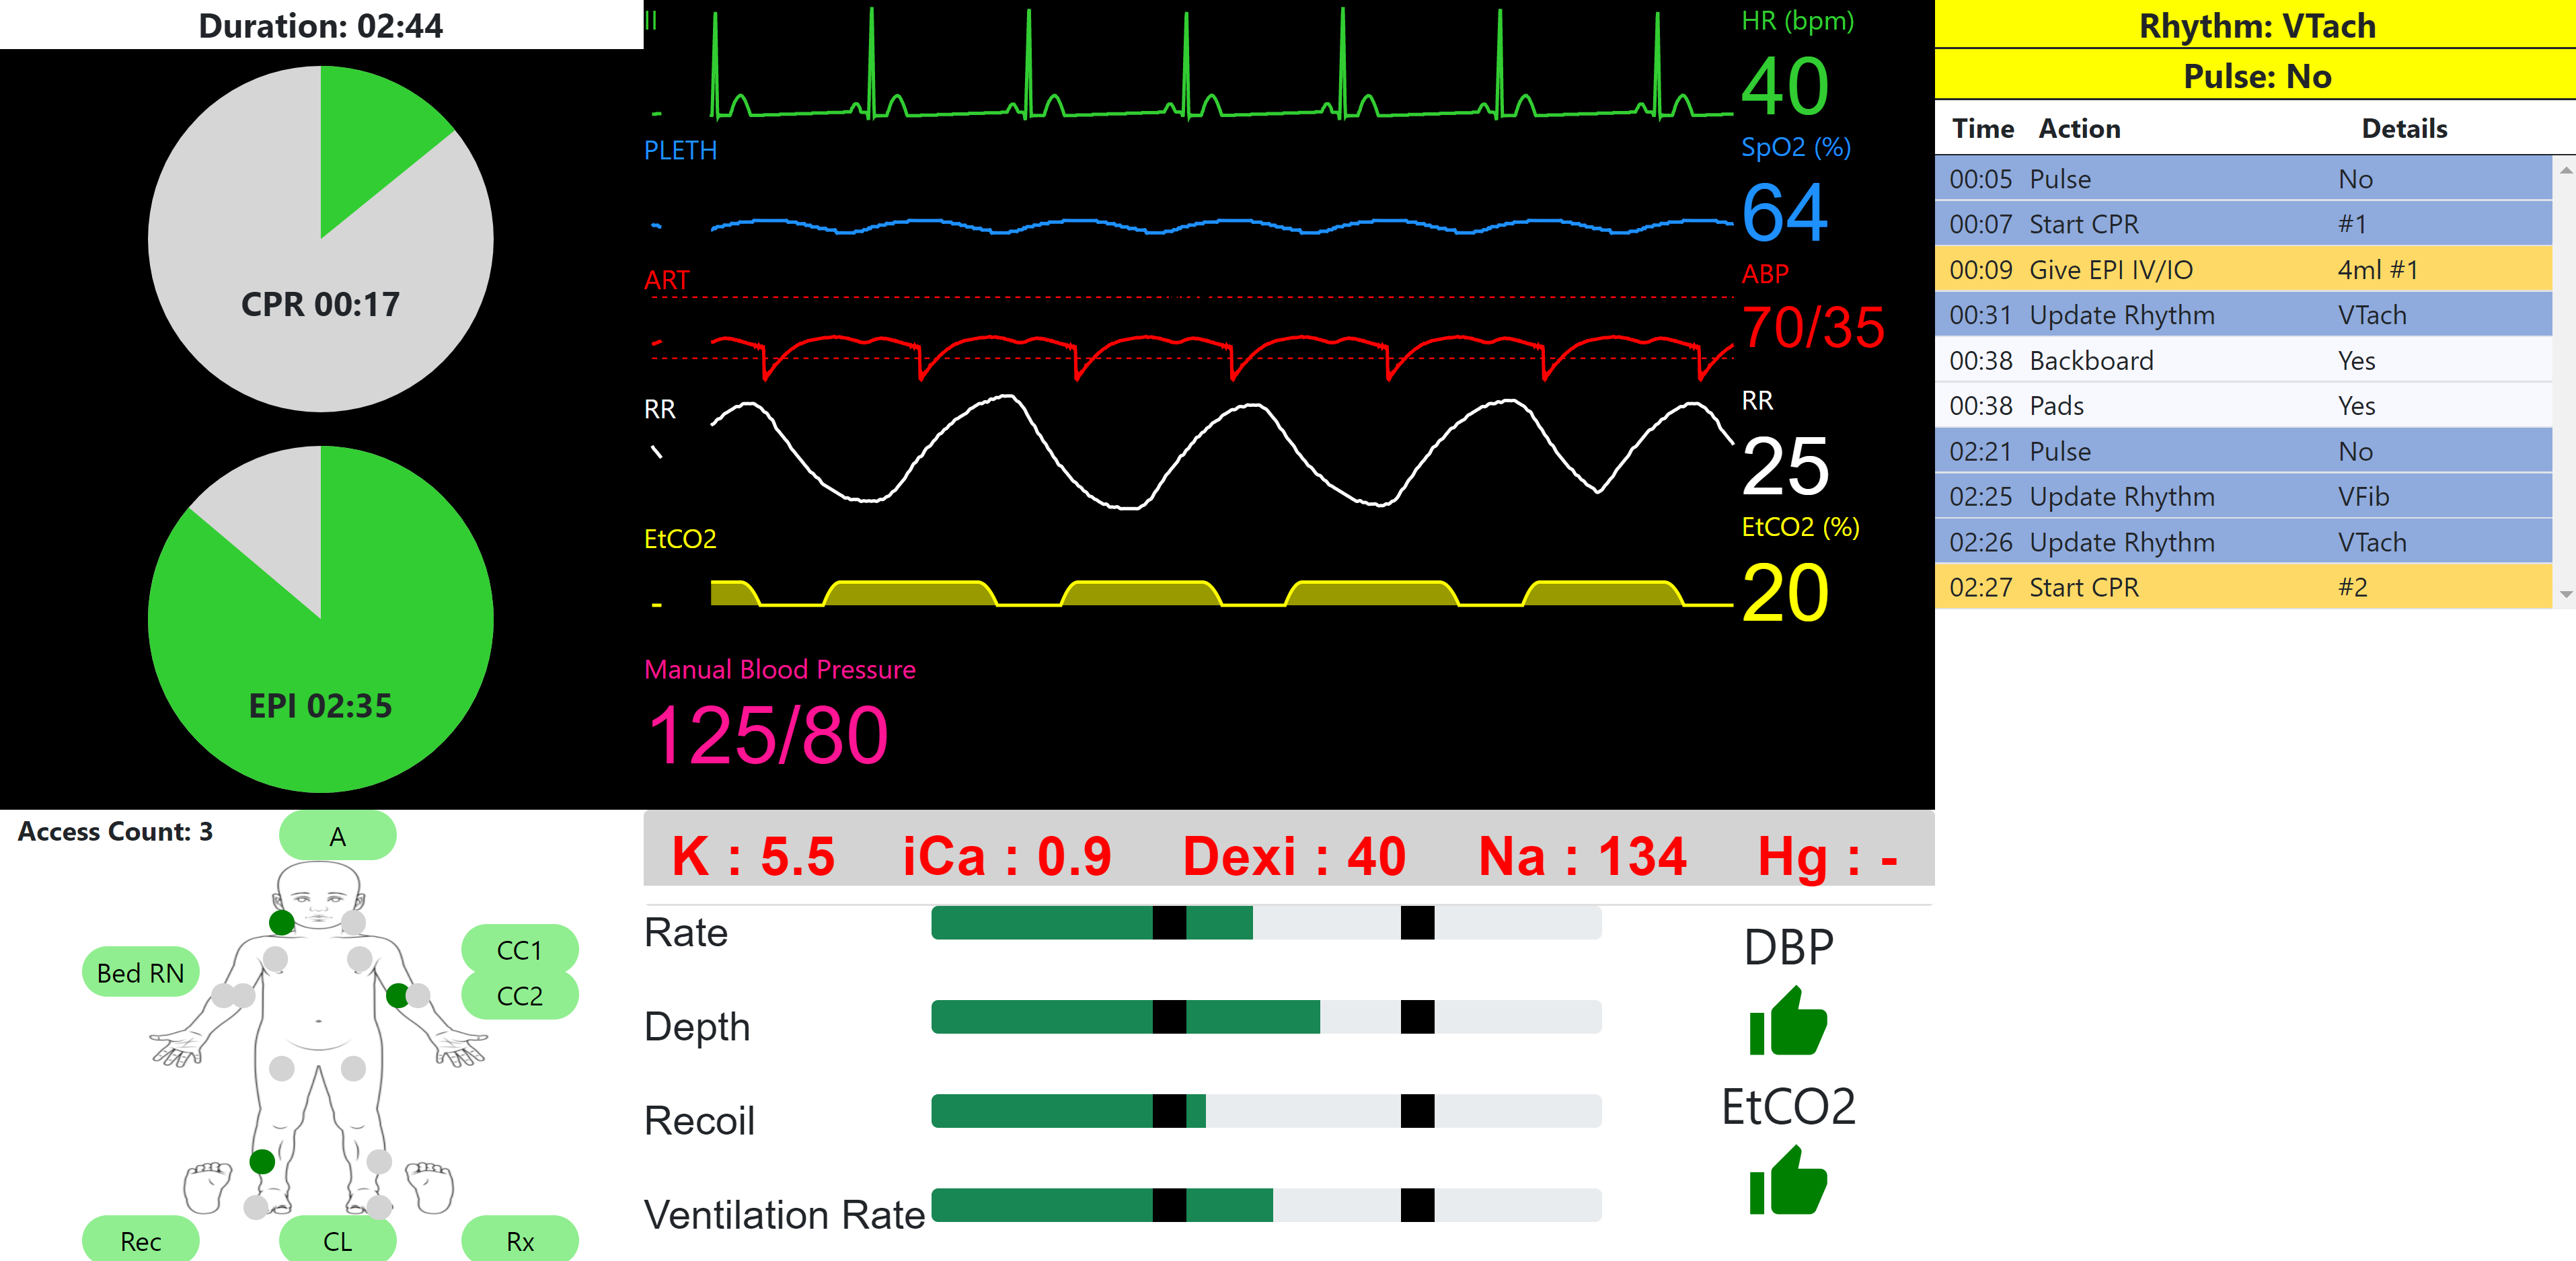 Duration: 02:44
CPR 00:17
EPI 02:35
II
HR (bpm)
40
PLETH
SpO2 (%)
64
ART
ABP
70/35
RR
RR
25
EtCO2
EtCO2 (%)
20
Manual Blood Pressure
125/80
Rhythm: VTach
Pulse: No
Time Action Details
00:05 Pulse No
00:07 Start CPR #1
00:09 Give EPI IV/IO 4ml #1
00:31 Update Rhythm VTach
00:38 Backboard Yes
00:38 Pads Yes
02:21 Pulse No
02:25 Update Rhythm VFib
02:26 Update Rhythm VTach
02:27 Start CPR #2
Access Count: 3
A
Bed RN
CC1
CC2
Rec
CL
Rx
K : 5.5 iCa : 0.9 Dexi : 40 Na : 134 Hg : -
Rate
Depth
Recoil
Ventilation Rate
DBP
EtCO2